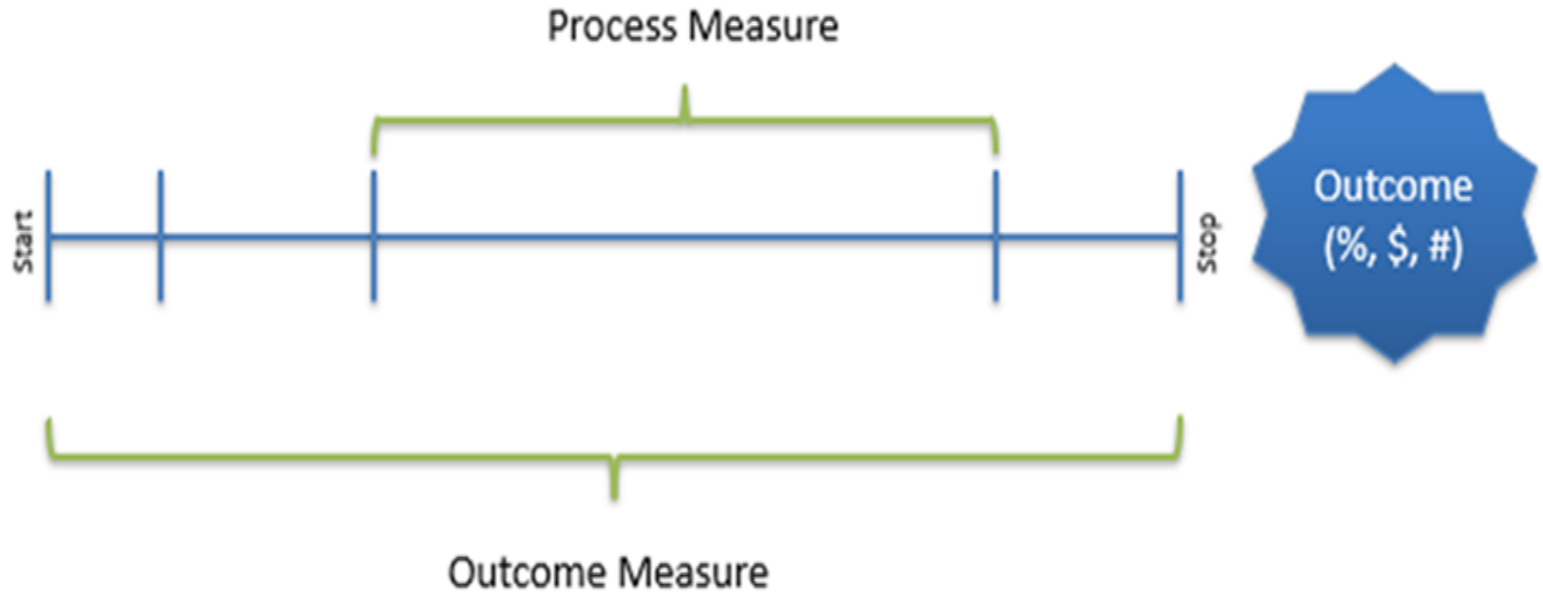 Process Measure
Start
Stop
Outcome
(%, $, #)
Outcome Measure